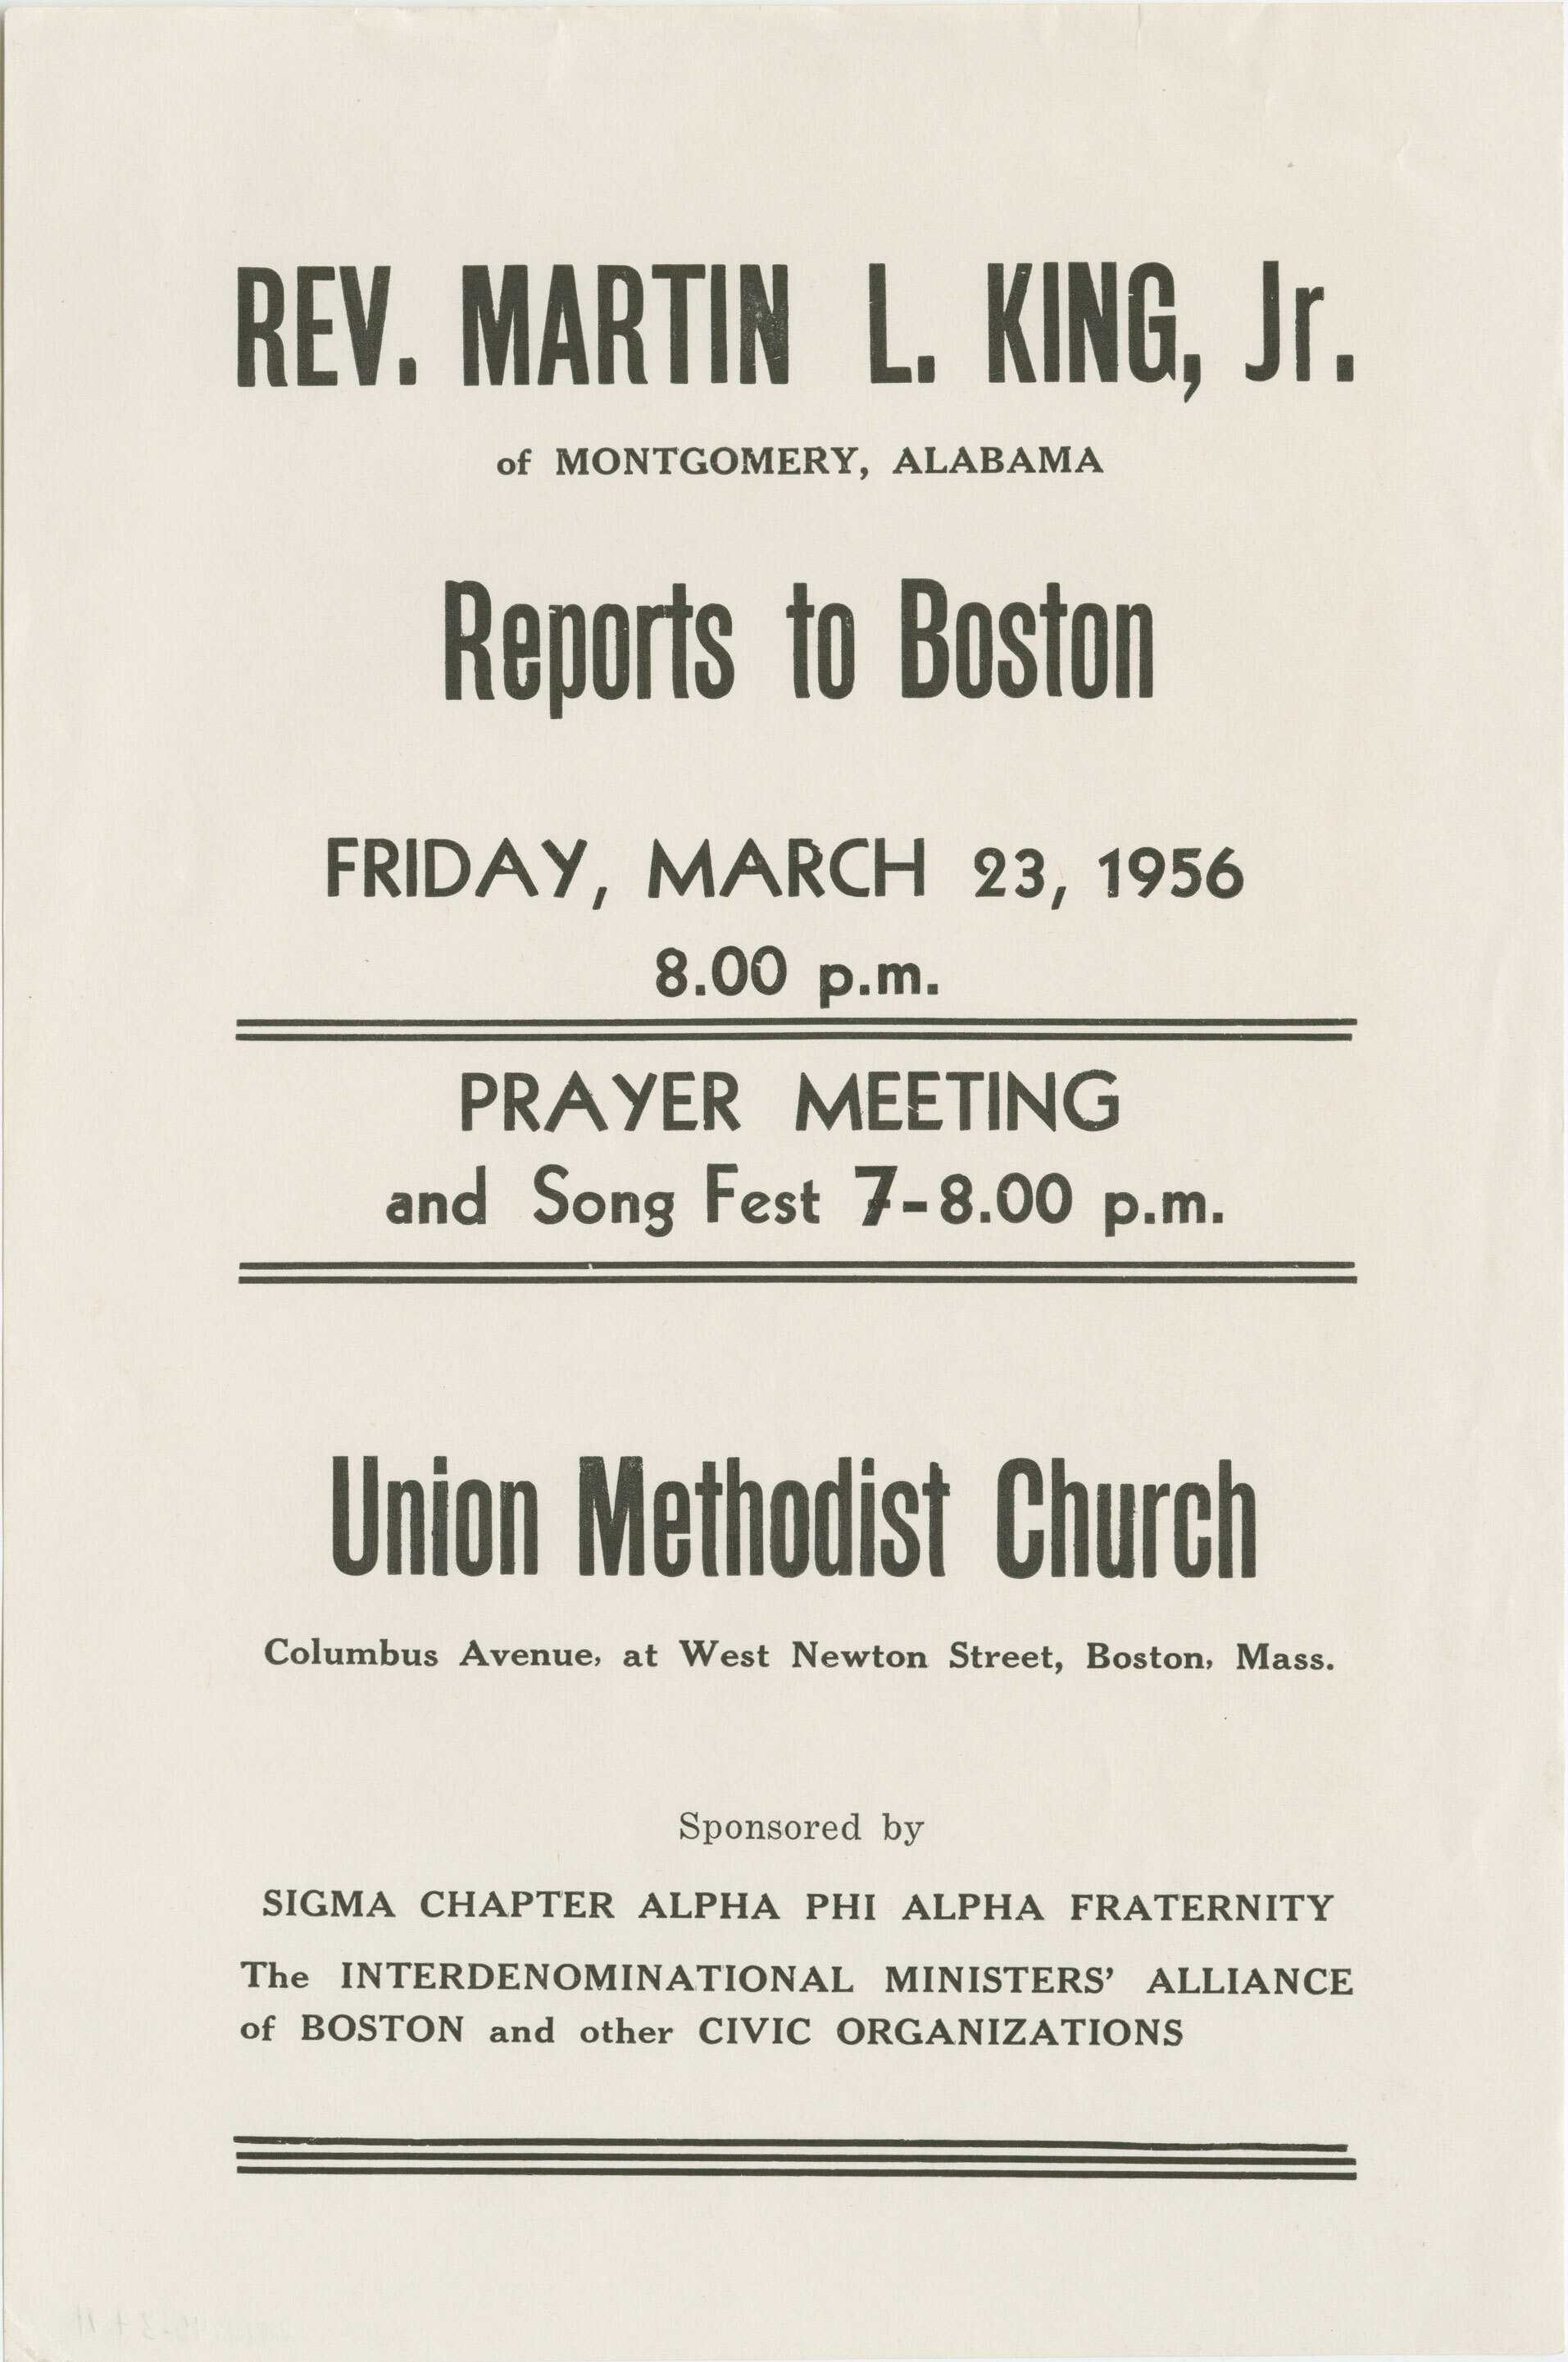 REV. MARTIN L. KING, Jr.
of MONTGOMERY, ALABAMA
Reports to Boston
FRIDAY, MARCH 23, 1956
8.00 p.m.
PRAYER MEETING
and Song Fest 7-8.00 p.m.
Union Methodist Church
Columbus Avenue, at West Newton Street, Boston, Mass.
Sponsored by
SIGMA CHAPTER ALPHA PHI ALPHA FRATERNITY
The INTERDENOMINATIONAL MINISTERS' ALLIANCE
of BOSTON and other CIVIC ORGANIZATIONS